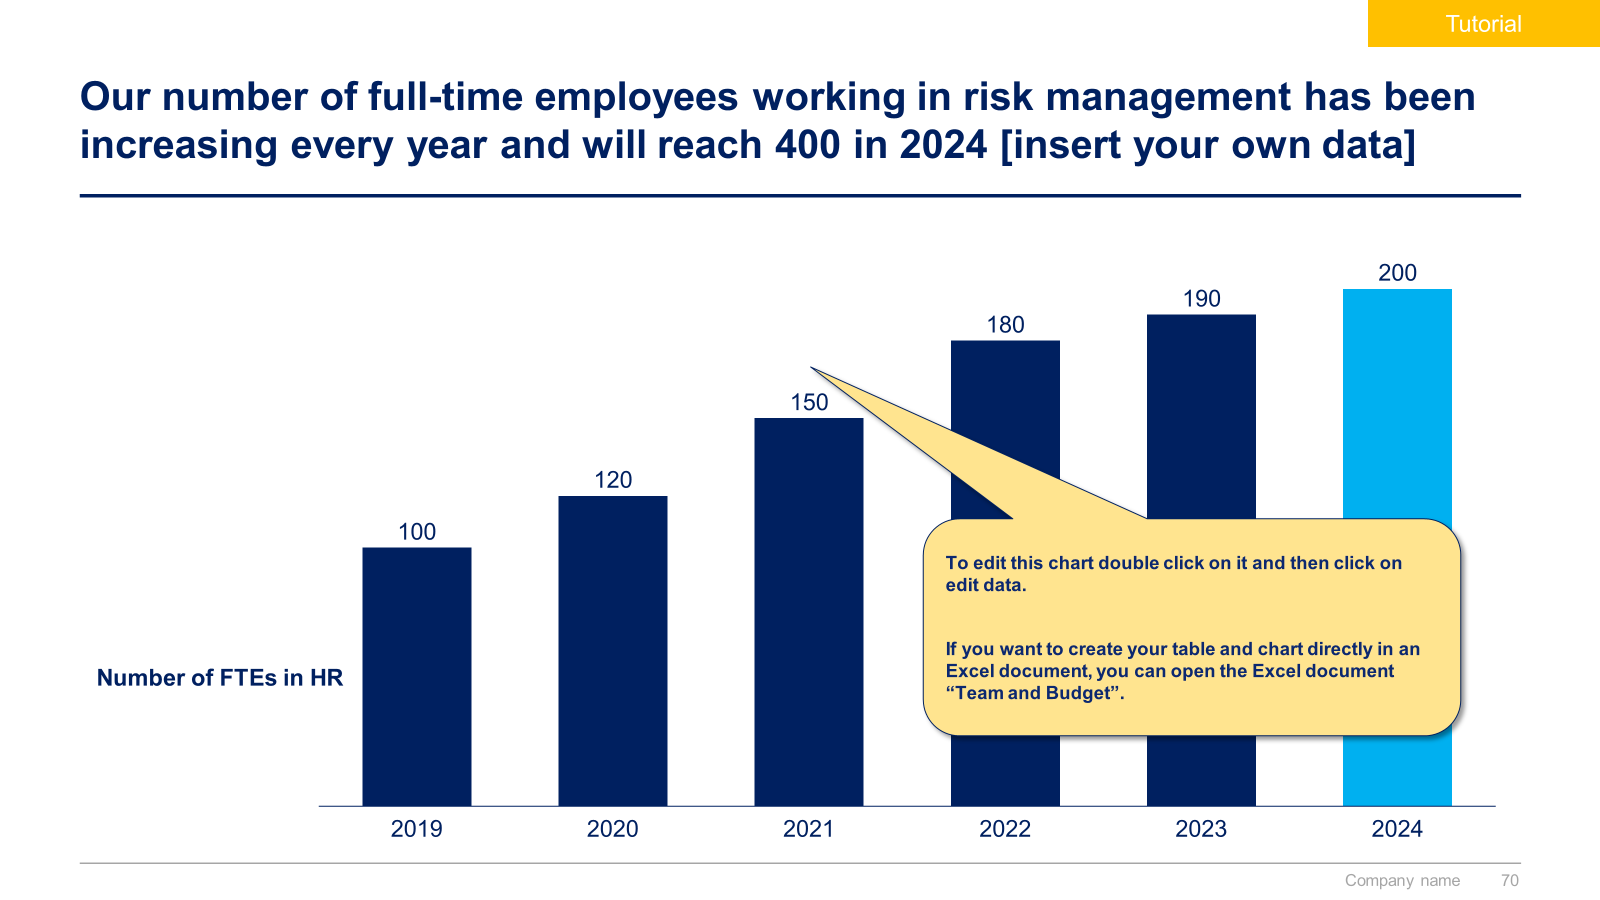 Tutorial
Our number of full-time employees working in risk management has been
increasing every year and will reach 400 in 2024 [insert your own data]
200
190
180
150
120
100
To edit this chart double click on it and then click on
edit data.
If you want to create your table and chart directly in an
Excel document, you can open the Excel document
“Team and Budget”.
Number of FTEs in HR
2019 2020 2021 2022 2023 2024
Company name 70